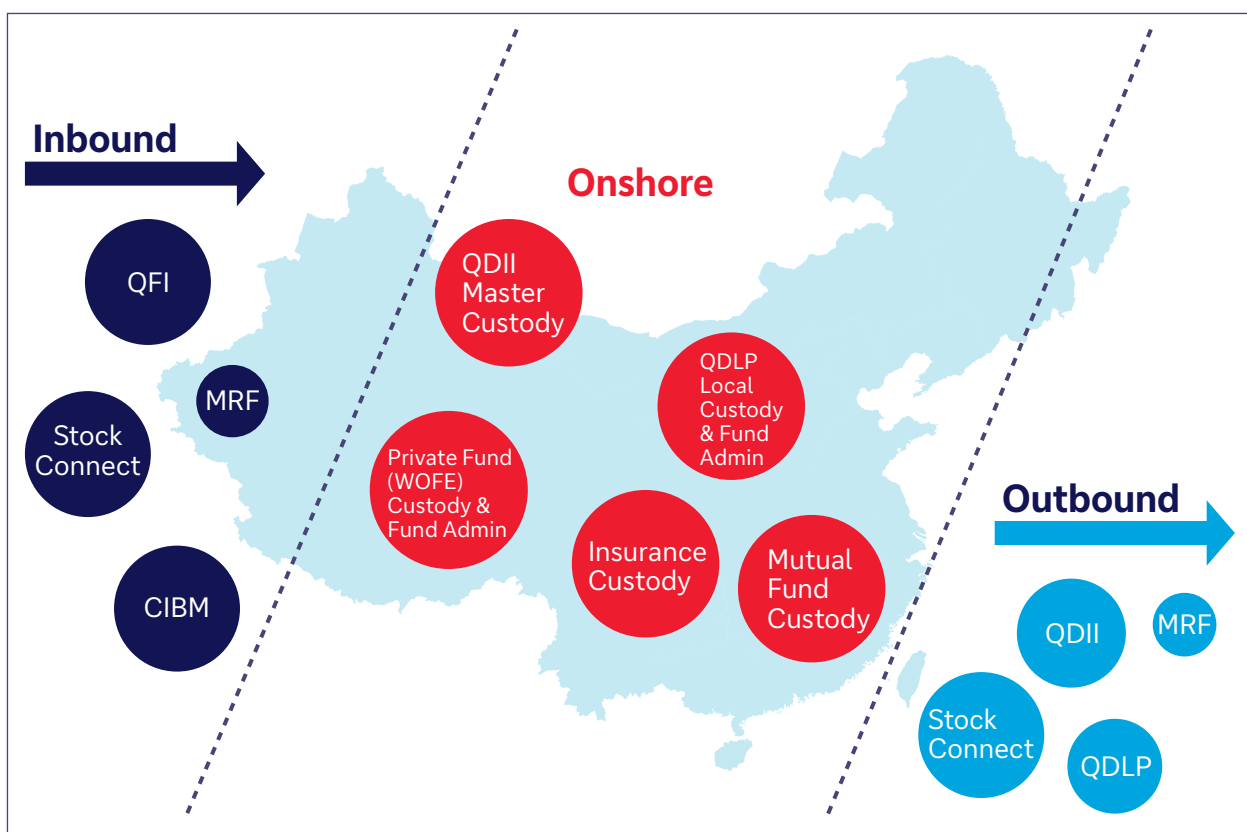 Inbound
QFI
MRF
Stock
Connect
CIBM
Onshore
QDII
Master
Custody
QDLP
Local
Custody
& Fund
Admin
Private Fund
(WOFE)
Custody &
Fund Admin
Insurance
Custody
Mutual
Fund
Custody
Outbound
QDII
MRF
Stock
Connect
QDLP